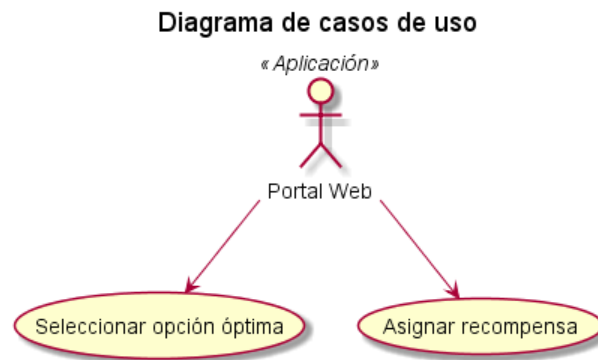 Diagrama de casos de uso
«Aplicación»
Portal Web
Seleccionar opción óptima
Asignar recompensa